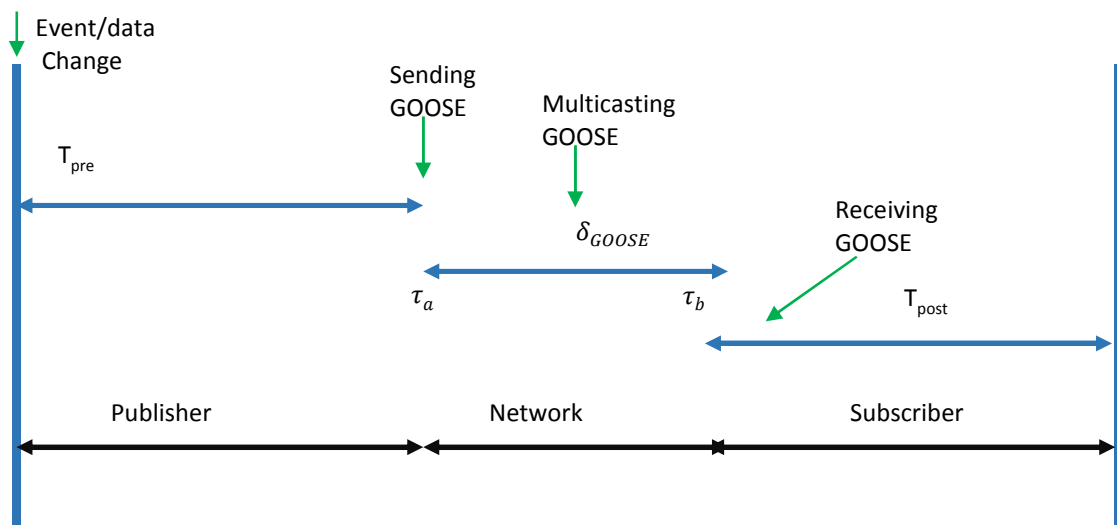 Event/data
Change
Sending
GOOSE
Multicasting
GOOSE
T_pre
Receiving
GOOSE
δ_GOOSE
τ_a
τ_b
T_post
Publisher
Network
Subscriber